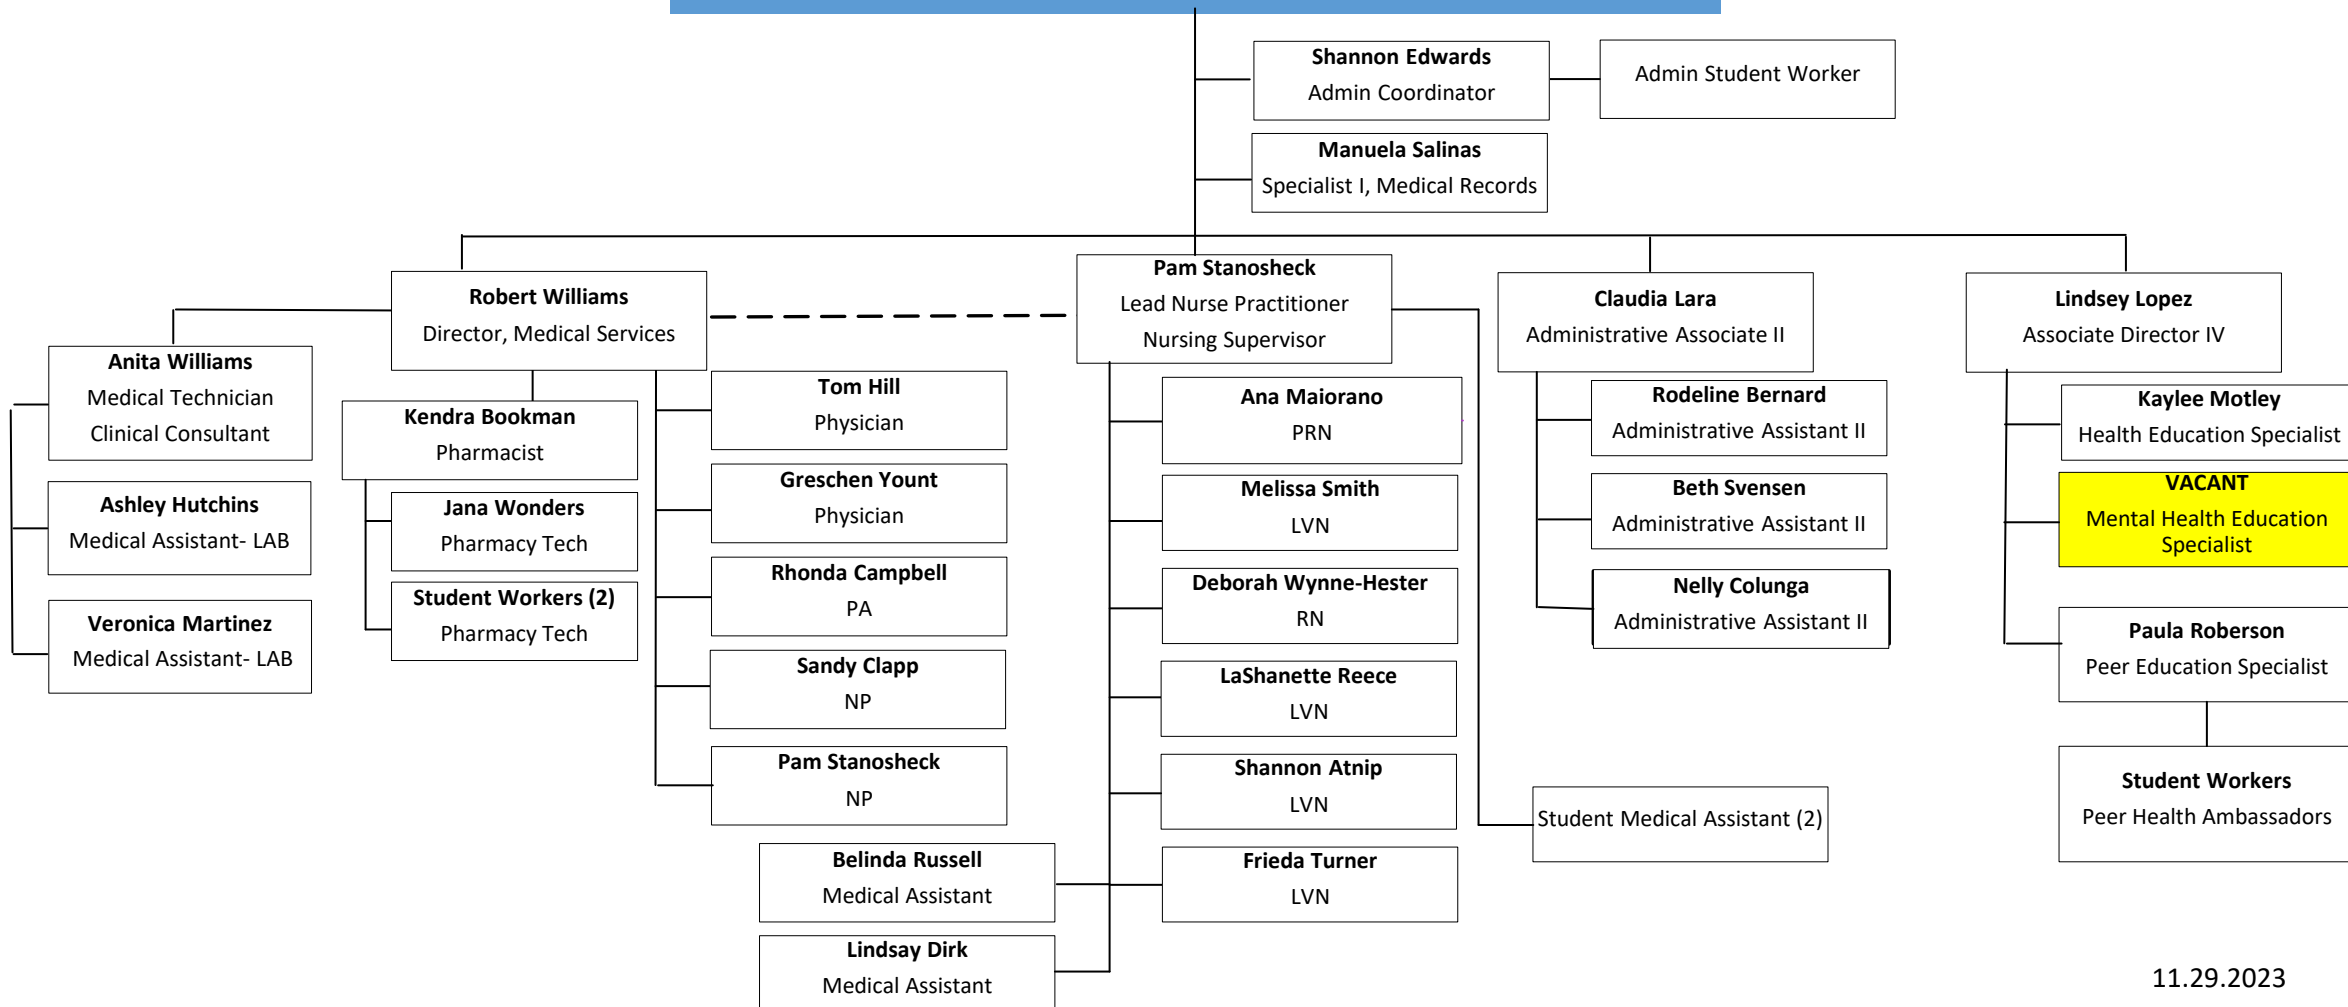 Shannon Edwards
Admin Coordinator
Admin Student Worker
Manuela Salinas
Specialist I, Medical Records
Robert Williams
Director, Medical Services
Pam Stanosheck
Lead Nurse Practitioner
Nursing Supervisor
Claudia Lara
Administrative Associate II
Lindsey Lopez
Associate Director IV
Anita Williams
Medical Technician
Clinical Consultant
Ashley Hutchins
Medical Assistant- LAB
Veronica Martinez
Medical Assistant- LAB
Kendra Bookman
Pharmacist
Jana Wonders
Pharmacy Tech
Student Workers (2)
Pharmacy Tech
Tom Hill
Physician
Greschen Yount
Physician
Rhonda Campbell
PA
Sandy Clapp
NP
Pam Stanosheck
NP
Belinda Russell
Medical Assistant
Lindsay Dirk
Medical Assistant
Ana Maiorano
PRN
Melissa Smith
LVN
Deborah Wynne-Hester
RN
LaShanette Reece
LVN
Shannon Atnip
LVN
Frieda Turner
LVN
Student Medical Assistant (2)
Rodeline Bernard
Administrative Assistant II
Beth Svensen
Administrative Assistant II
Nelly Colunga
Administrative Assistant II
Kaylee Motley
Health Education Specialist
VACANT
Mental Health Education
Specialist
Paula Roberson
Peer Education Specialist
Student Workers
Peer Health Ambassadors
11.29.2023